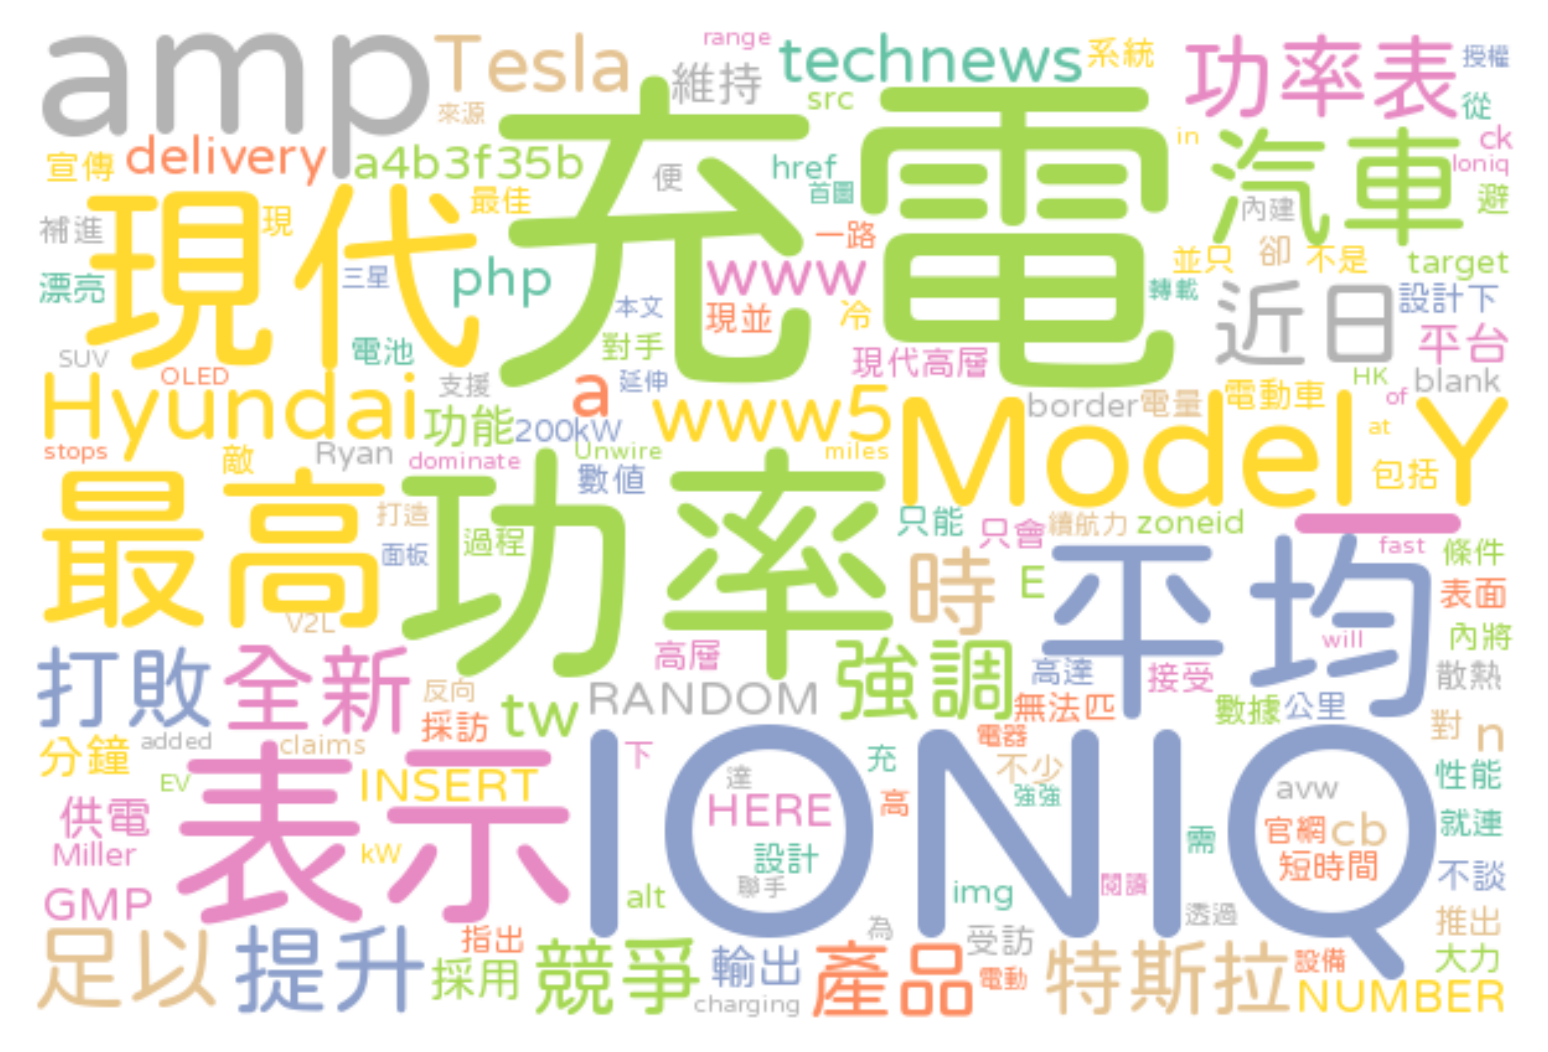 amp
Tesla
range
來源
維持
technews
系統
src
功率表
授權
從
充電
宣傳
delivery
a4b3f35b
便
href
首圖
in
汽車
ck
Ioniq
避
內建
補進
現代
現
最佳
一路
並只
卻
不是
target
漂亮
三星
php
www
本文
現並
冷
轉載
近日
設計下
平台
SUV
OLED
電池
對手
現代高層
支援
延伸
a
HK
blank
Hyundai
功能
200kW
www5
Model_Y
border
電量
電動車
of
at
stops
敵
Ryan
dominate
Unwire
miles
數値
包括
最高
打造
面板
功率
過程
只能
只會
續航力
zoneid
fast
條件
時
E
平均
表面
V2L
高層
強調
高達
will
內將
打敗
全新
反向
採訪
tw
RANDOM
無法匹
接受
數據
公里
散熱
分鐘
added
claims
電器
對
n
EV
INSERT
下
達
充
不少
強強
性能
表示
IONIQ
供電
Miller
kW
HERE
設計
聯手
高
需
avw
官網
cb
短時間
就連
不談
GMP
alt
img
閱讀
透過
推出
足以
提升
指出
採用
競爭
輸出
charging
為
產品
受訪
電動
特斯拉
設備
大力
NUMBER